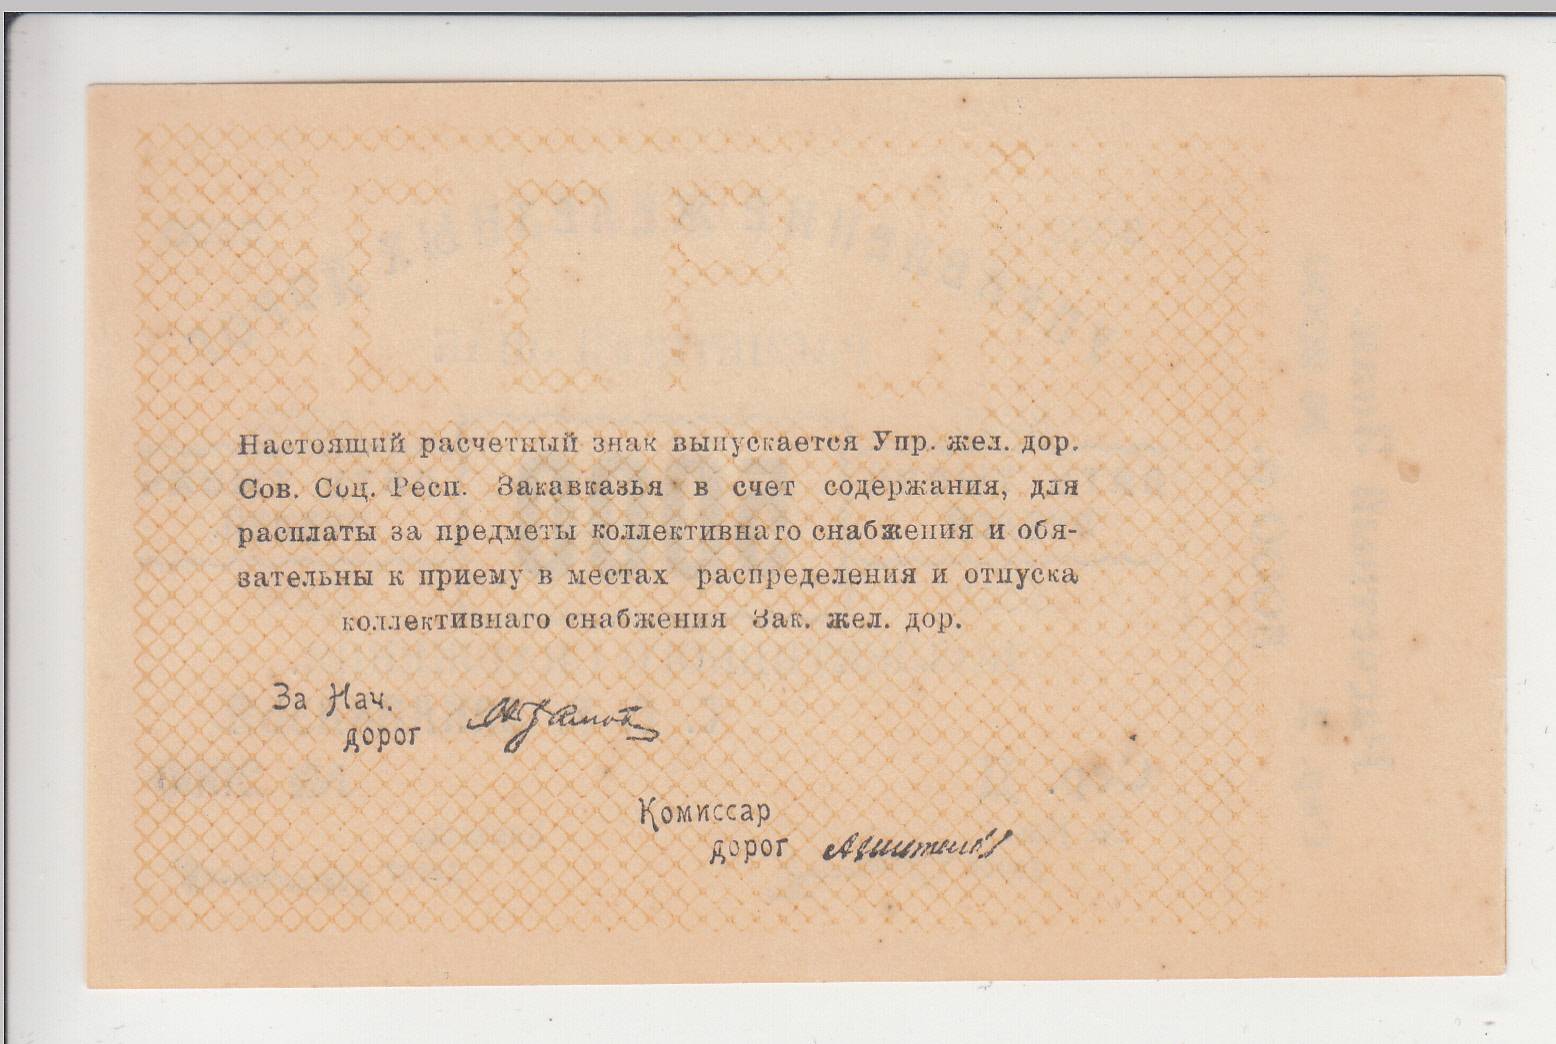 Настоящий расчетный знак выпускается Упр. жел. дор.
Сов. Соц. Респ. Закавказья в счет содержания, для
расплаты за предметы коллективнаго снабжения и обя-
зательны к приему в местах распределения и отпуска
коллективнаго снабжения Зак. жел. дор.
За Нач.
дорог
Комиссар
дорог